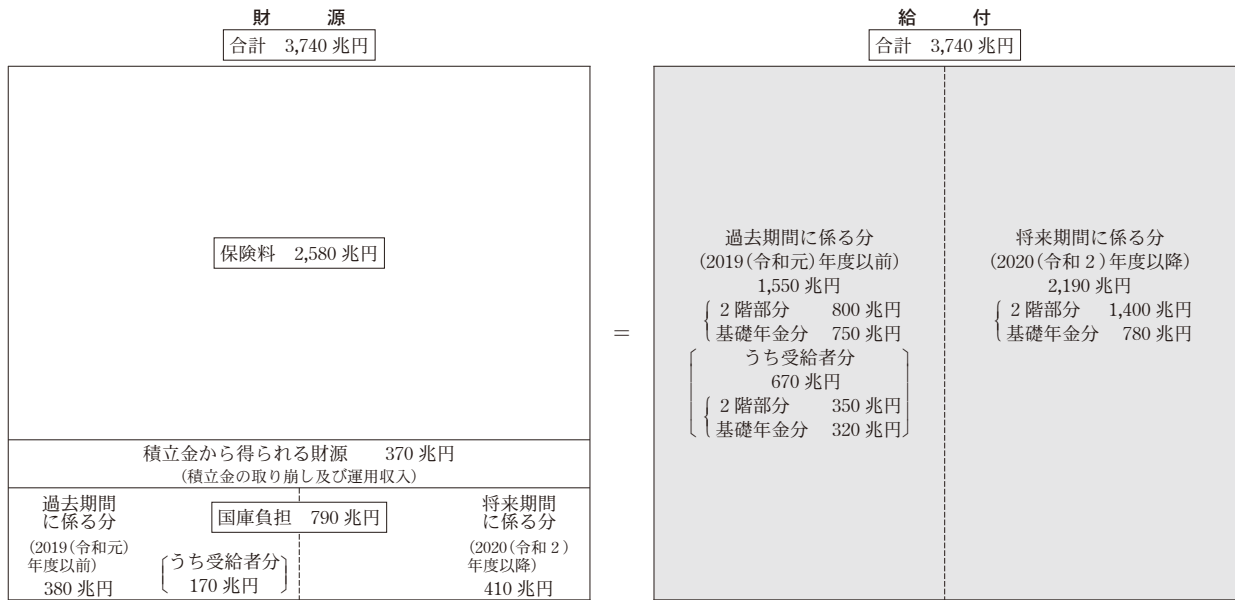 財　源
合計　3,740 兆円
保険料　2,580 兆円
積立金から得られる財源　370 兆円
(積立金の取り崩し及び運用収入)
過去期間
に係る分
(2019(令和元)
年度以前)
380 兆円
国庫負担　790 兆円
うち受給者分
170 兆円
将来期間
に係る分
(2020(令和２)
年度以降)
410 兆円
＝
給　付
合計　3,740 兆円
過去期間に係る分
(2019(令和元)年度以前)
1,550 兆円
２階部分　800 兆円
基礎年金分　750 兆円
うち受給者分
670 兆円
２階部分　350 兆円
基礎年金分　320 兆円
将来期間に係る分
(2020(令和２)年度以降)
2,190 兆円
２階部分　1,400 兆円
基礎年金分　780 兆円